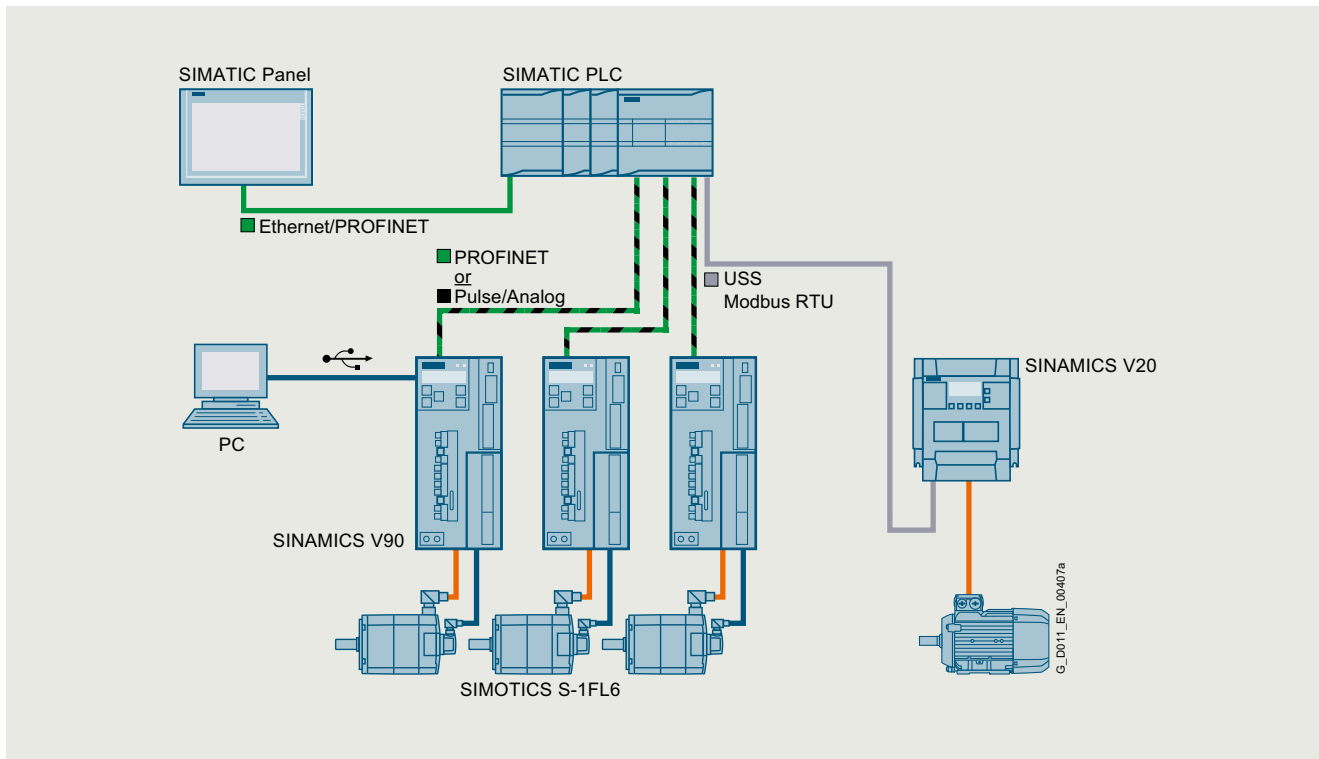 SIMATIC Panel
SIMATIC PLC
Ethernet/PROFINET
PROFINET
or
Pulse/Analog
USS
Modbus RTU
SINAMICS V20
PC
SINAMICS V90
SIMOTICS S-1FL6
G_D011_EN_00407a